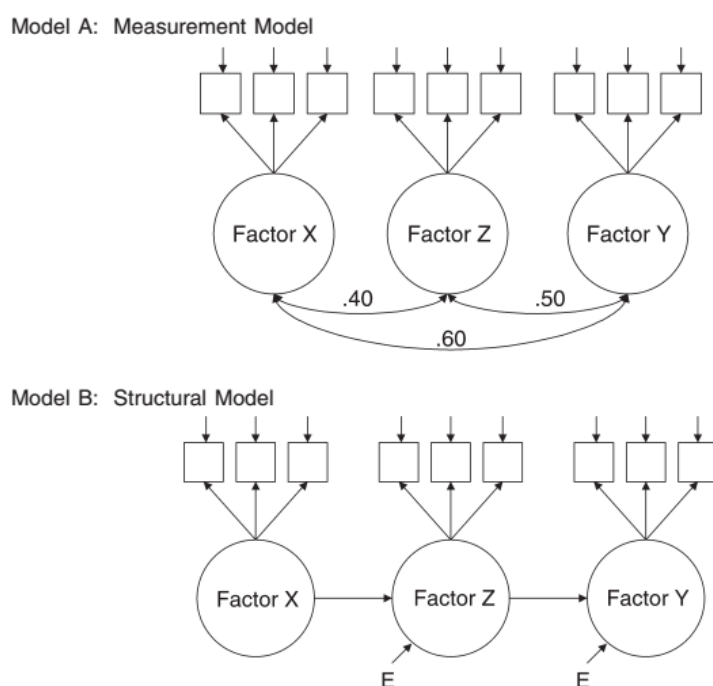 Model A: Measurement Model
Factor X Factor Z Factor Y
.40 .50
.60
Model B: Structural Model
Factor X Factor Z Factor Y
E E